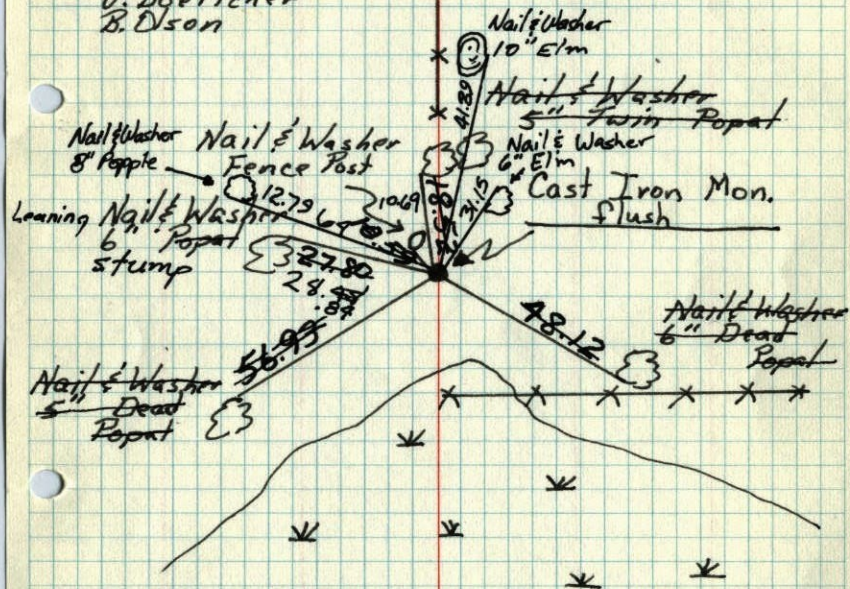 B. Olson
Nail & Washer
10" Elm
41.89
Nail & Washer
5" Twin Popal
Nail & Washer
8" Popple
Nail & Washer
Fence Post
Nail & Washer
6" Elm
Cast Iron Mon.
flush
12.79
10.69
31.15
Leaning
Nail & Washer
6" Popal
stump
27.80
28.44
.84
56.93
48.12
Nail & Washer
6" Dead
Popal
Nail & Washer
5" Dead
Popal